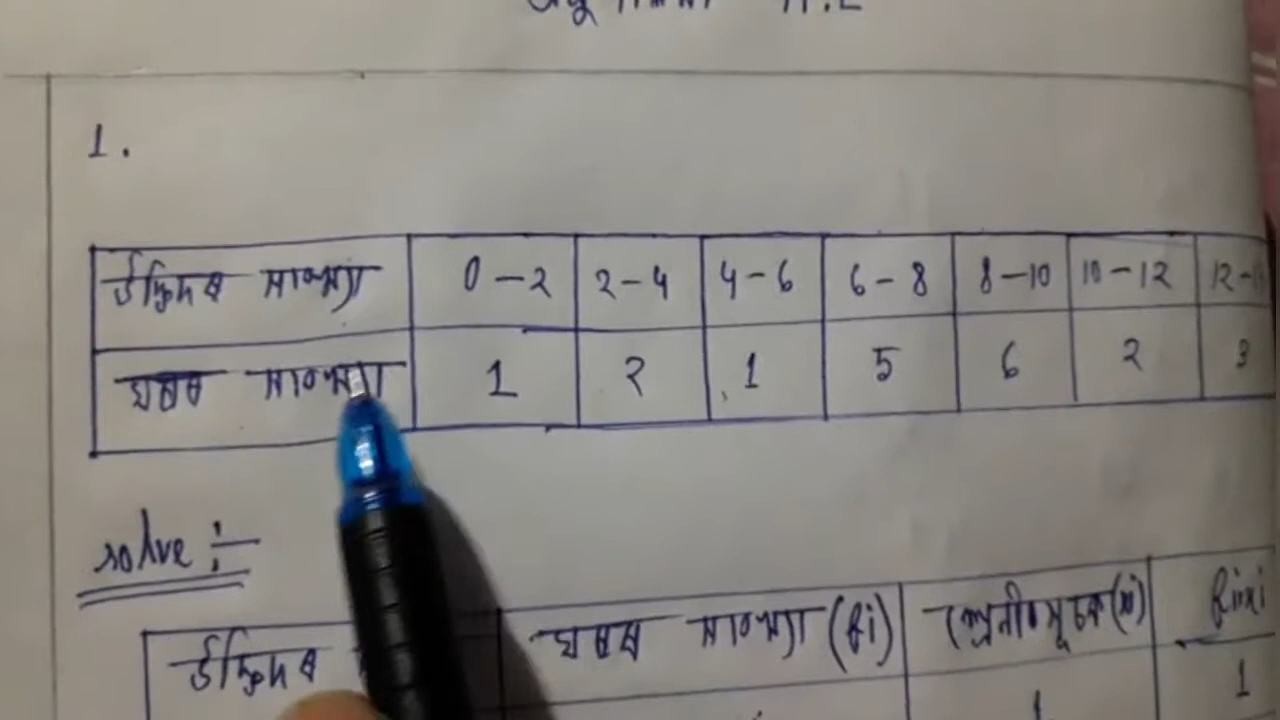 1.
উদ্ভিদৰ সংখ্যা 0-2 2-4 4-6 6-8 8-10 10-12
ঘৰৰ সংখ্যা 1 2 1 5 6 2 3
solve :-
উদ্ভিদৰ ঘৰৰ সংখ্যা (fi) শ্ৰেণীৰ সূচক (xi) fixi
1 1